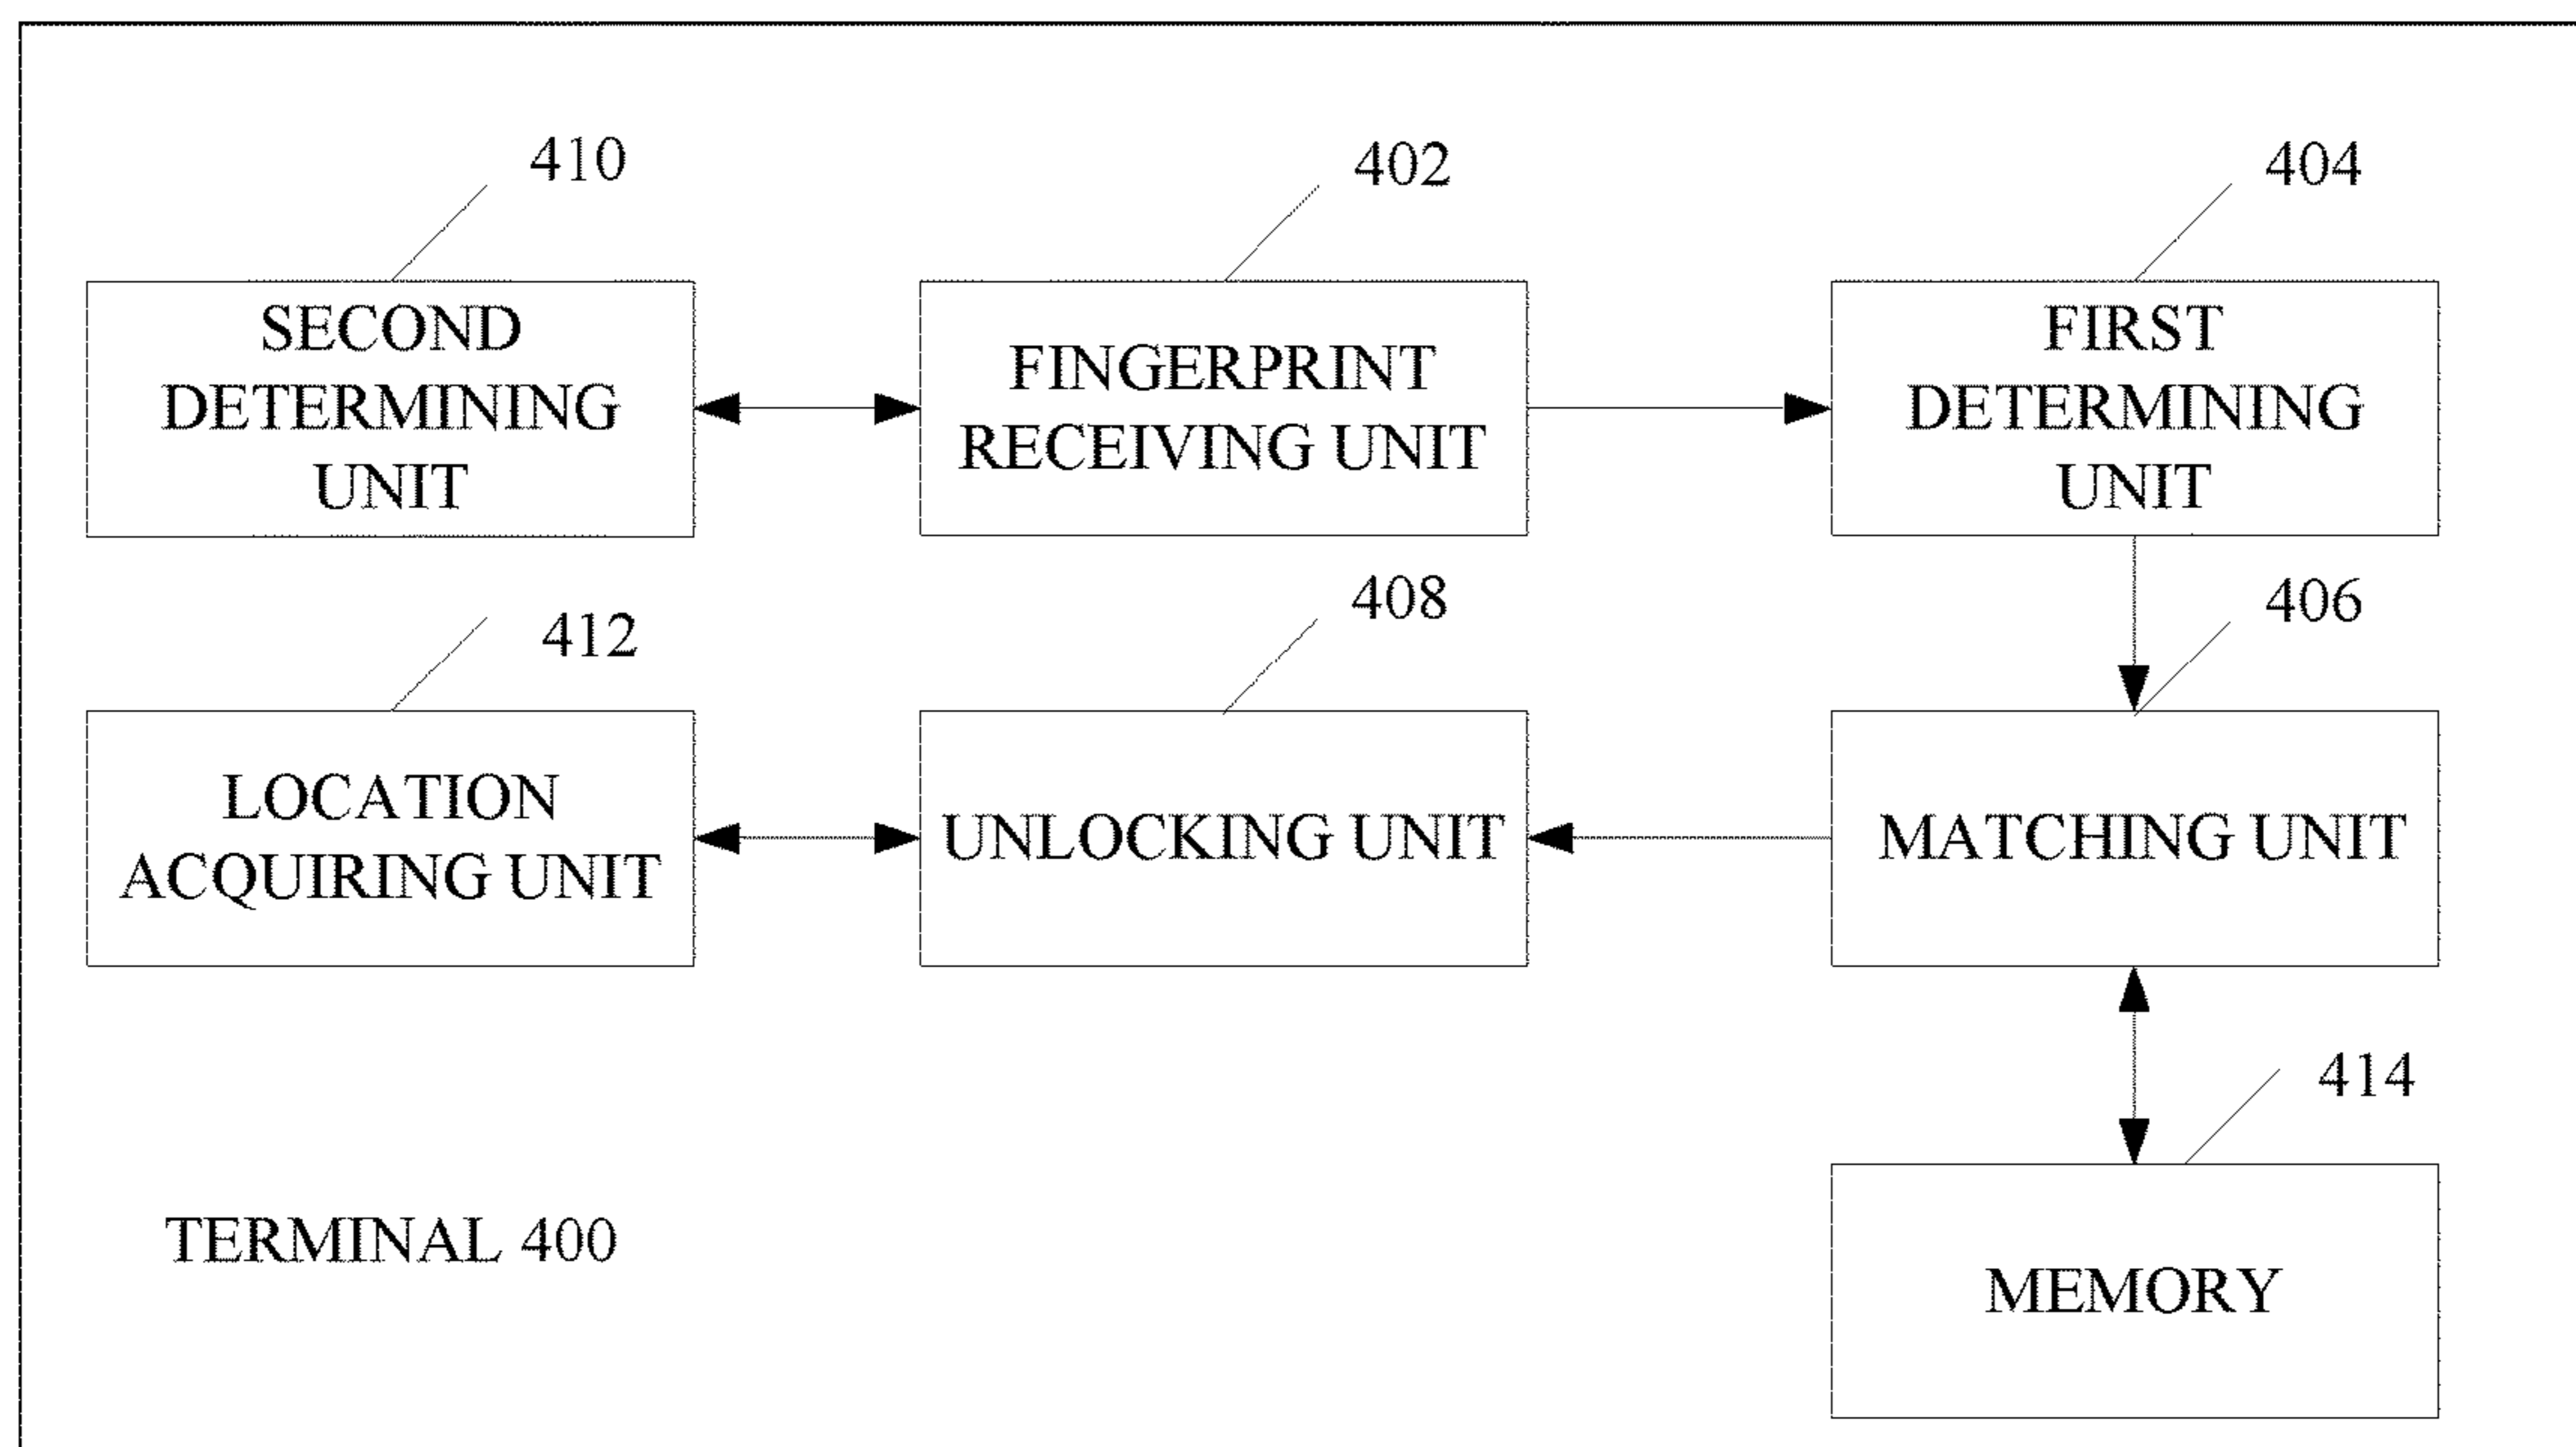 410
402
404
SECOND
DETERMINING
UNIT
FINGERPRINT
RECEIVING UNIT
FIRST
DETERMINING
UNIT
412
408
406
LOCATION
ACQUIRING UNIT
UNLOCKING UNIT
MATCHING UNIT
414
TERMINAL 400
MEMORY